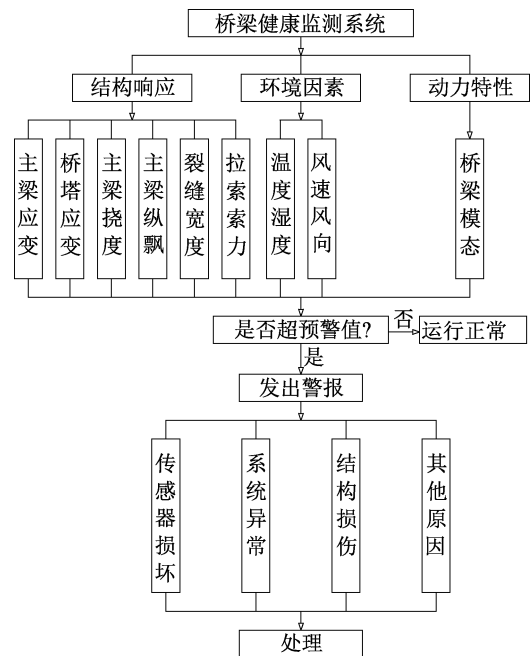 桥梁健康监测系统
结构响应
环境因素
动力特性
主梁应变
桥塔应变
主梁挠度
主梁纵飘
裂缝宽度
拉索索力
温度湿度
风速风向
桥梁模态
是否超预警值?
否
运行正常
是
发出警报
传感器损坏
系统异常
结构损伤
其他原因
处理